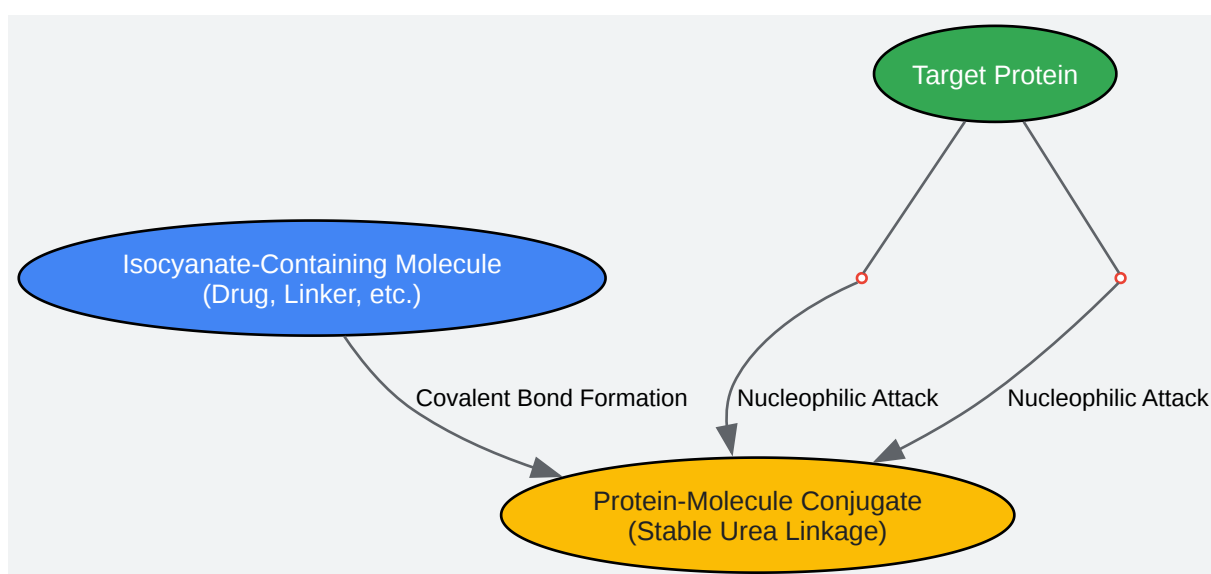 Target Protein
Isocyanate-Containing Molecule
(Drug, Linker, etc.)
Covalent Bond Formation
Nucleophilic Attack
Nucleophilic Attack
Protein-Molecule Conjugate
(Stable Urea Linkage)